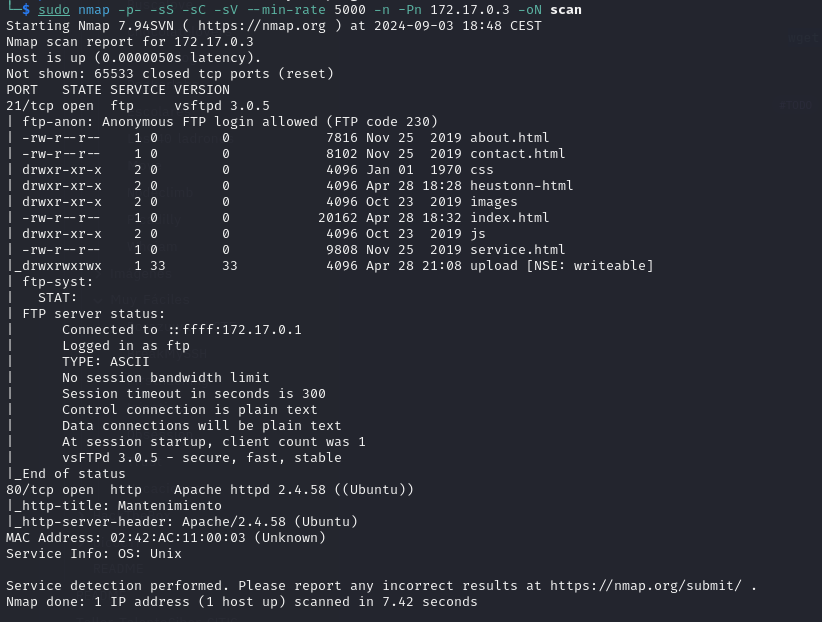 └─$ sudo nmap -p- -sS -sC -sV --min-rate 5000 -n -Pn 172.17.0.3 -oN scan
Starting Nmap 7.94SVN ( https://nmap.org ) at 2024-09-03 18:48 CEST
Nmap scan report for 172.17.0.3
Host is up (0.0000050s latency).
Not shown: 65533 closed tcp ports (reset)
PORT   STATE SERVICE VERSION
21/tcp open  ftp     vsftpd 3.0.5
| ftp-anon: Anonymous FTP login allowed (FTP code 230)
| -rw-r--r--    1 0        0            7816 Nov 25  2019 about.html
| -rw-r--r--    1 0        0            8102 Nov 25  2019 contact.html
| drwxr-xr-x    2 0        0            4096 Jan 01  1970 css
| drwxr-xr-x    2 0        0            4096 Apr 28 18:28 heustonn-html
| drwxr-xr-x    2 0        0            4096 Oct 23  2019 images
| -rw-r--r--    1 0        0           20162 Apr 28 18:32 index.html
| drwxr-xr-x    2 0        0            4096 Oct 23  2019 js
| -rw-r--r--    1 0        0            9808 Nov 25  2019 service.html
|_drwxrwxrwx    1 33       33           4096 Apr 28 21:08 upload [NSE: writeable]
| ftp-syst:
|   STAT:
| FTP server status:
|      Connected to ::ffff:172.17.0.1
|      Logged in as ftp
|      TYPE: ASCII
|      No session bandwidth limit
|      Session timeout in seconds is 300
|      Control connection is plain text
|      Data connections will be plain text
|      At session startup, client count was 1
|      vsFTPd 3.0.5 - secure, fast, stable
|_End of status
80/tcp open  http    Apache httpd 2.4.58 ((Ubuntu))
|_http-title: Mantenimiento
|_http-server-header: Apache/2.4.58 (Ubuntu)
MAC Address: 02:42:AC:11:00:03 (Unknown)
Service Info: OS: Unix
Service detection performed. Please report any incorrect results at https://nmap.org/submit/ .
Nmap done: 1 IP address (1 host up) scanned in 7.42 seconds